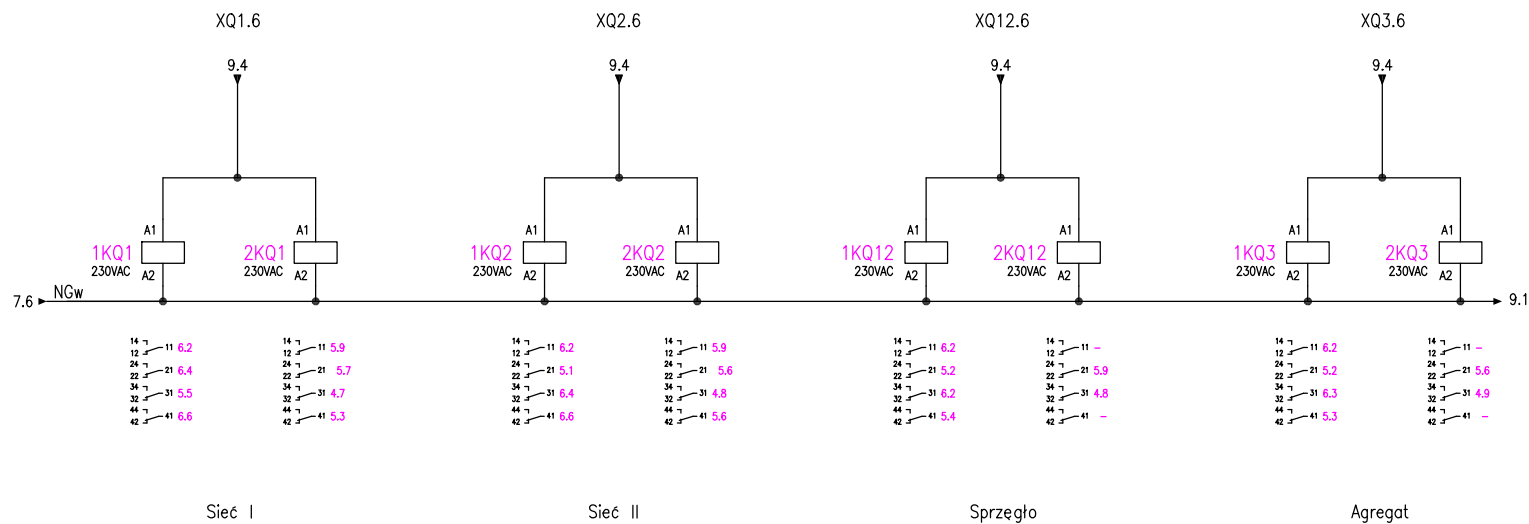 XQ1.6 XQ2.6 XQ12.6 XQ3.6
9.4 9.4 9.4 9.4
A1 A1 A1 A1 A1 A1 A1 A1
1KQ1 2KQ1 1KQ2 2KQ2 1KQ12 2KQ12 1KQ3 2KQ3
230VAC 230VAC 230VAC 230VAC 230VAC 230VAC 230VAC 230VAC
A2 A2 A2 A2 A2 A2 A2 A2
7.6 NGw 9.1
14 14 14 14 14 14 14 14
11 6.2 11 5.9 11 6.2 11 5.9 11 6.2 11 – 11 6.2 11 –
12 12 12 12 12 12 12 12
24 24 24 24 24 24 24 24
21 6.4 21 5.7 21 5.1 21 5.6 21 5.2 21 5.9 21 5.2 21 5.6
22 22 22 22 22 22 22 22
34 34 34 34 34 34 34 34
31 5.5 31 4.7 31 6.4 31 4.8 31 6.2 31 4.8 31 6.3 31 4.9
32 32 32 32 32 32 32 32
44 44 44 44 44 44 44 44
41 6.6 41 5.3 41 6.6 41 5.6 41 5.4 41 – 41 5.3 41 –
42 42 42 42 42 42 42 42
Sieć I Sieć II Sprzęgło Agregat